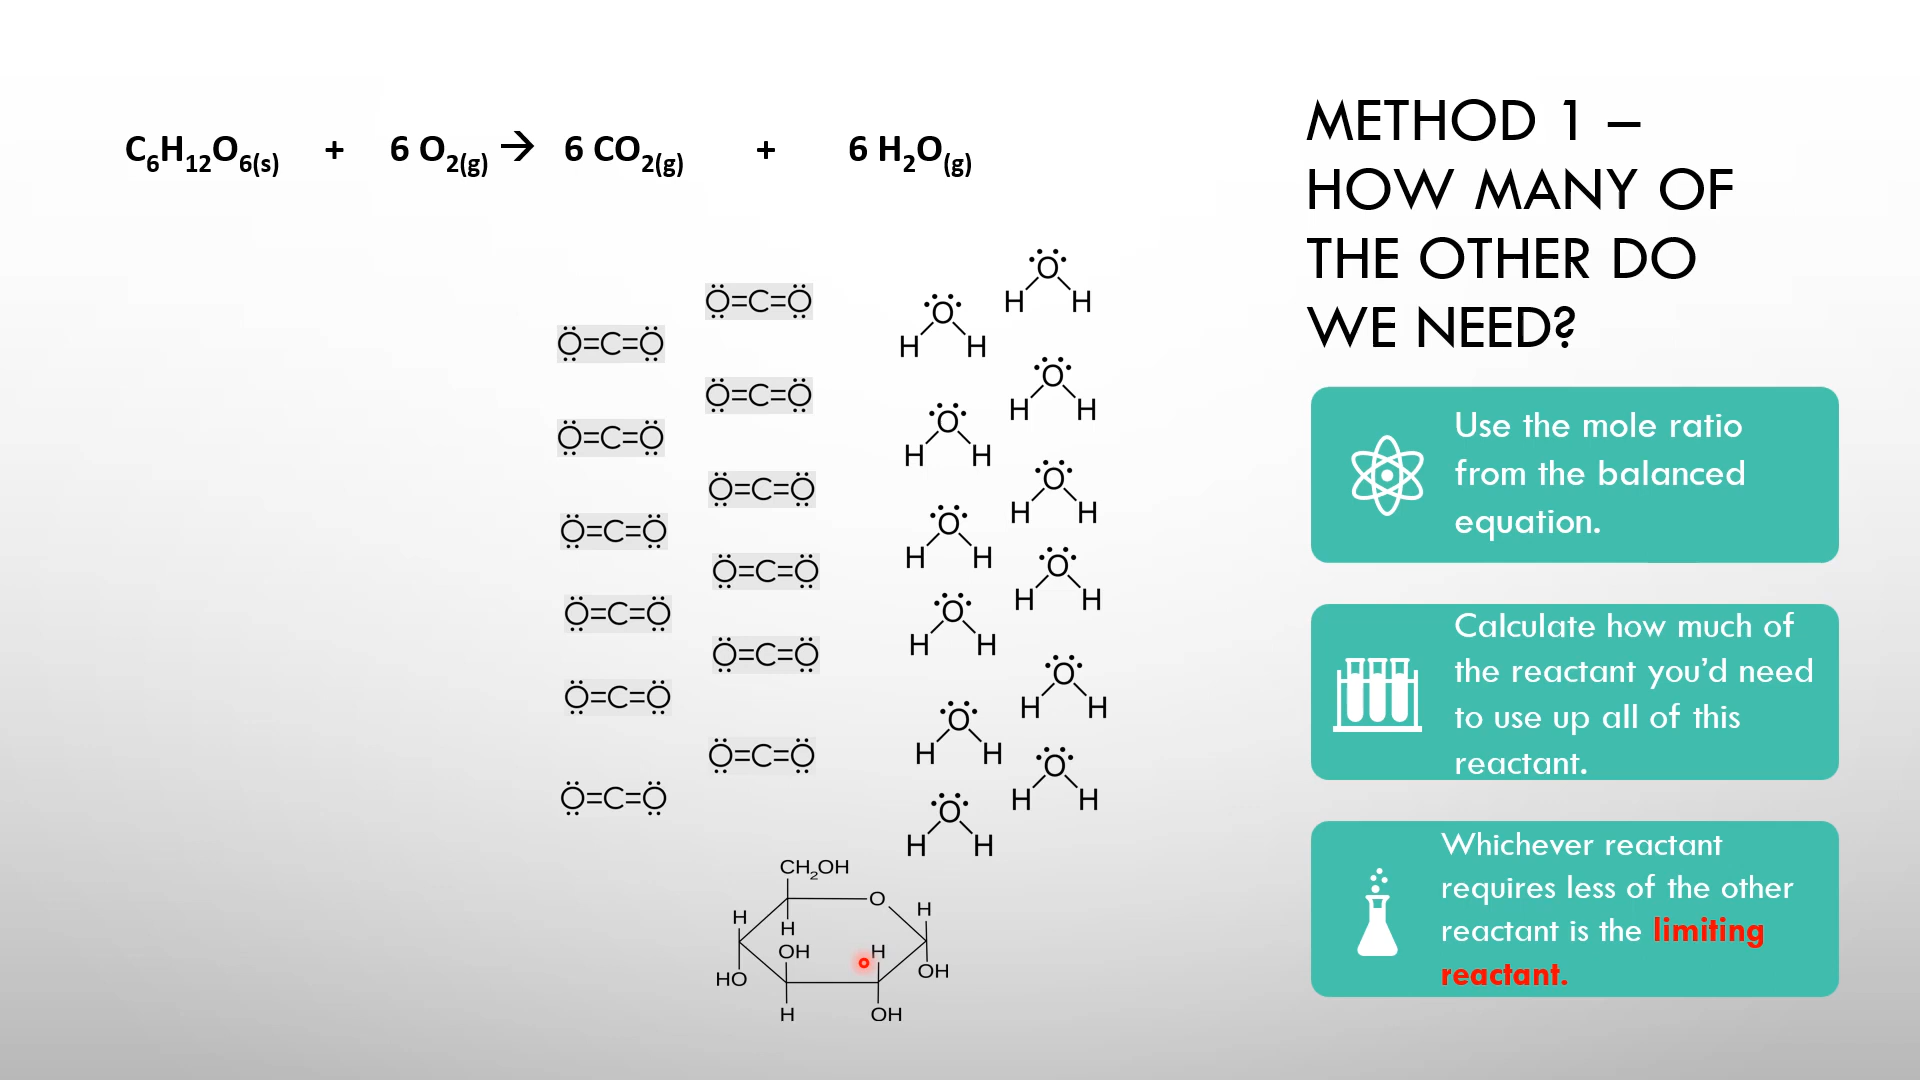 C₆H₁₂O₆₍ₛ₎ + 6 O₂(g) → 6 CO₂(g) + 6 H₂O(g)
METHOD 1 –
HOW MANY OF
THE OTHER DO
WE NEED?
Use the mole ratio
from the balanced
equation.
Calculate how much of
the reactant you’d need
to use up all of this
reactant.
Whichever reactant
requires less of the other
reactant is the limiting
reactant.
O=C=O
O=C=O
O=C=O
O=C=O
O=C=O
O=C=O
O=C=O
O=C=O
O=C=O
O=C=O
O=C=O
O=C=O
O
H H
O
H H
O
H H
O
H H
O
H H
O
H H
O
H H
O
H H
O
H H
O
H H
O
H H
O
H H
CH₂OH
O
H H
H
OH H
HO OH
H OH